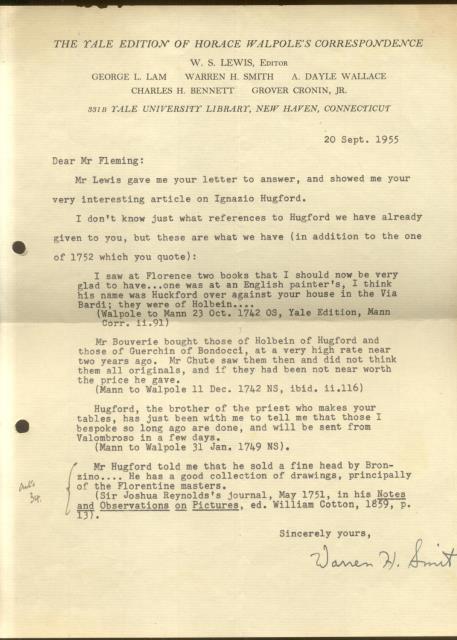 THE YALE EDITION OF HORACE WALPOLE'S CORRESPONDENCE
W. S. LEWIS, Editor
GEORGE L. LAM WARREN H. SMITH A. DAYLE WALLACE
CHARLES H. BENNETT GROVER CRONIN, JR.
331B YALE UNIVERSITY LIBRARY, NEW HAVEN, CONNECTICUT
20 Sept. 1955
Dear Mr Fleming:
Mr Lewis gave me your letter to answer, and showed me your
very interesting article on Ignazio Hugford.
I don't know just what references to Hugford we have already
given to you, but these are what we have (in addition to the one
of 1752 which you quote):
I saw at Florence two books that I should now be very
glad to have...one was at an English painter's, I think
his name was Huckford over against your house in the Via
Bardi; they were of Holbein....
(Walpole to Mann 23 Oct. 1742 OS, Yale Edition, Mann
Corr. ii.91)
Mr Bouverie bought those of Holbein of Hugford and
those of Guerchin of Bondocci, at a very high rate near
two years ago. Mr Chute saw them then and did not think
them all originals, and if they had been not near worth
the price he gave.
(Mann to Walpole 11 Dec. 1742 NS, ibid. ii.116)
Hugford, the brother of the priest who makes your
tables, has just been with me to tell me that those I
bespoke so long ago are done, and will be sent from
Valombroso in a few days.
(Mann to Walpole 31 Jan. 1749 NS).
Mr Hugford told me that he sold a fine head by Bron-
zino.... He has a good collection of drawings, principally
of the Florentine masters.
(Sir Joshua Reynolds's journal, May 1751, in his Notes
and Observations on Pictures, ed. William Cotton, 1859, p.
13).
Sincerely yours,
Warren H. Smit